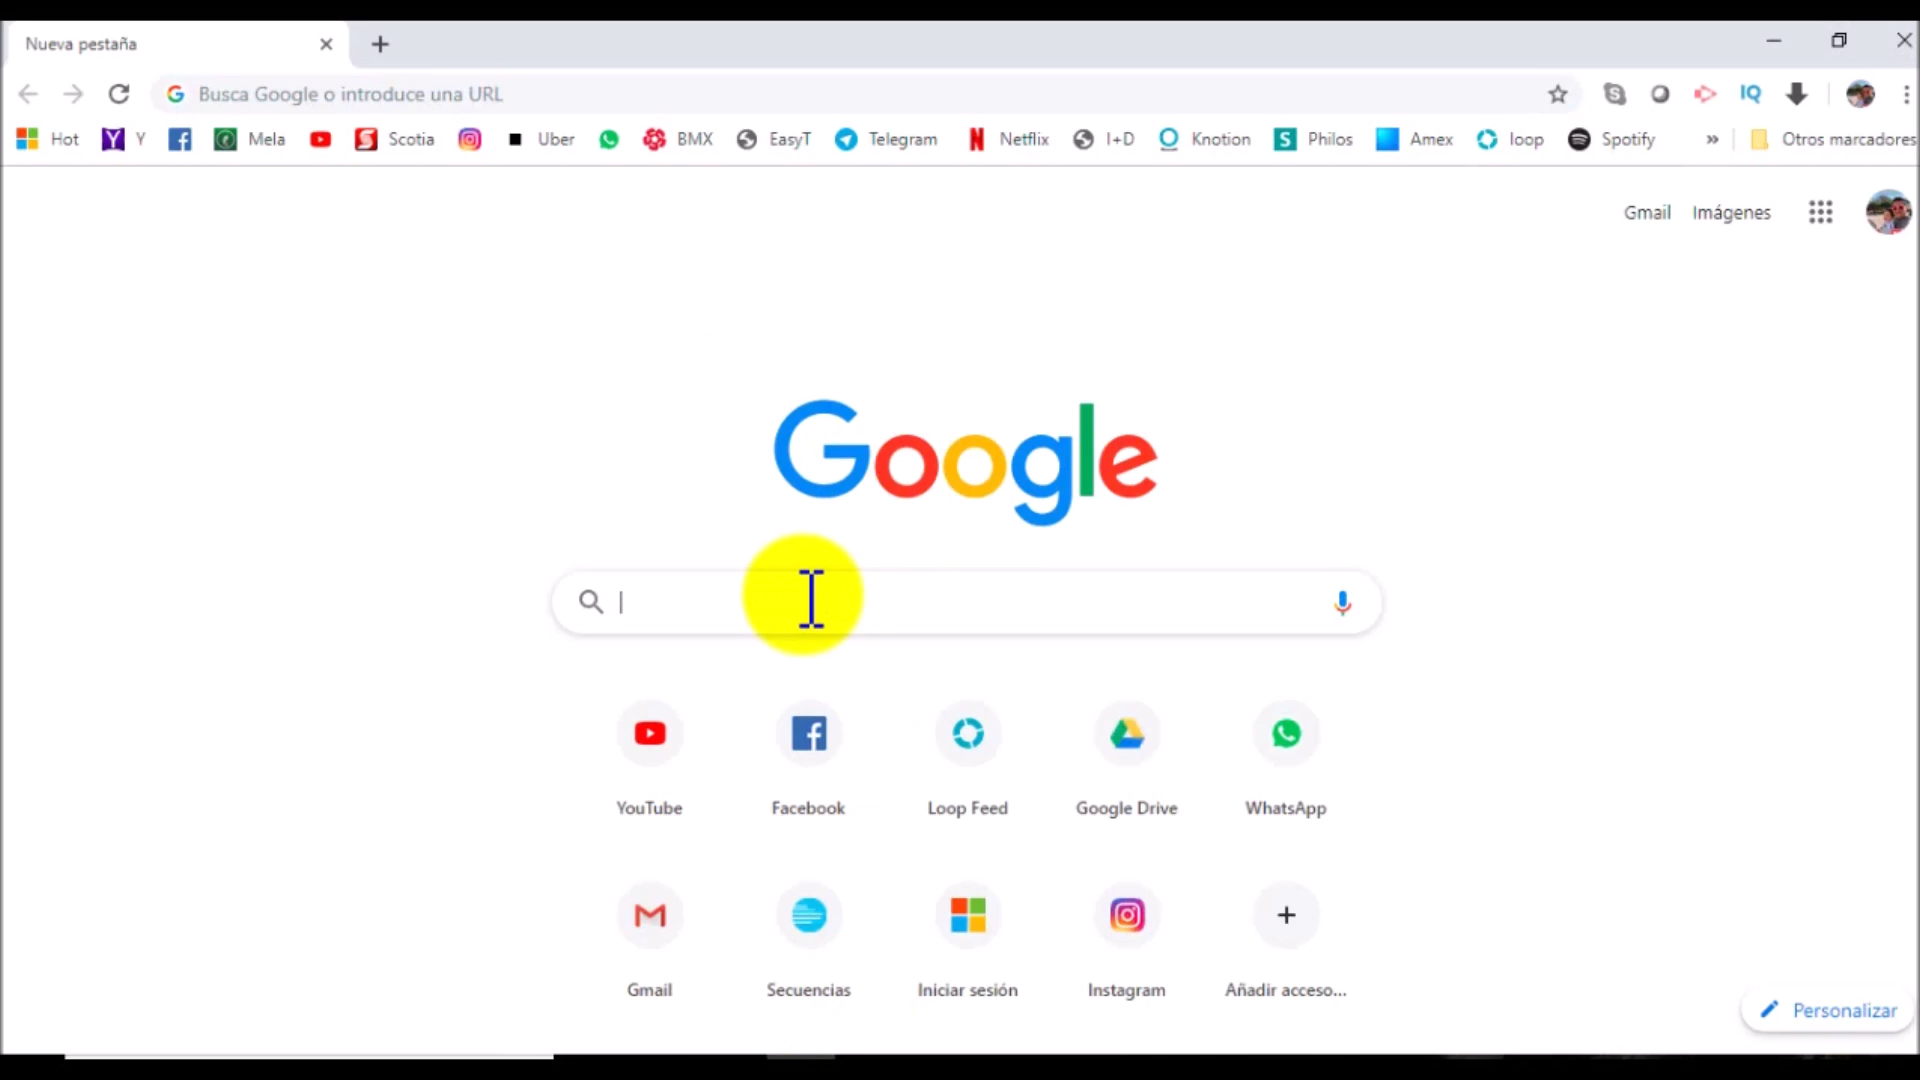 Nueva pestaña
Busca Google o introduce una URL
IQ
Hot Y Mela Scotia Uber BMX EasyT Telegram Netflix I+D Knotion Philos Amex loop Spotify » Otros marcadores
Gmail Imágenes
Google
YouTube Facebook Loop Feed Google Drive WhatsApp
Gmail Secuencias Iniciar sesión Instagram Añadir acceso...
Personalizar